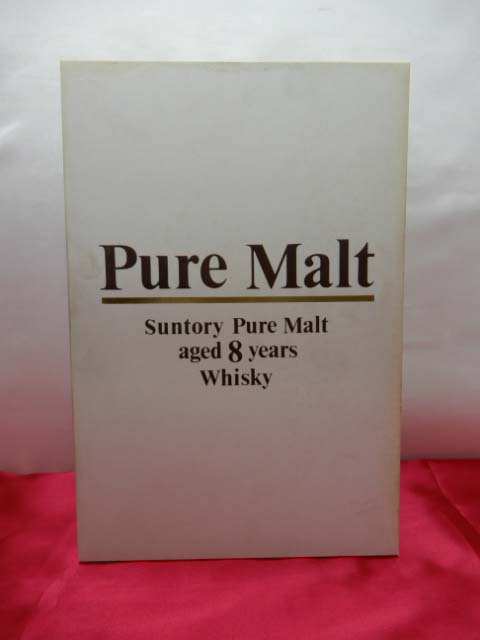 Pure Malt
Suntory Pure Malt
aged 8 years
Whisky